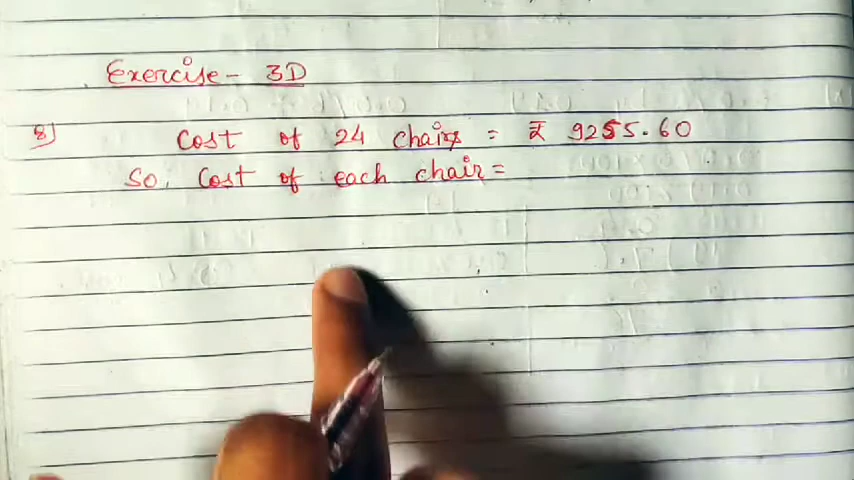 Exercise - 3D
8) Cost of 24 chairs = ₹ 9255.60
So, Cost of each chair =